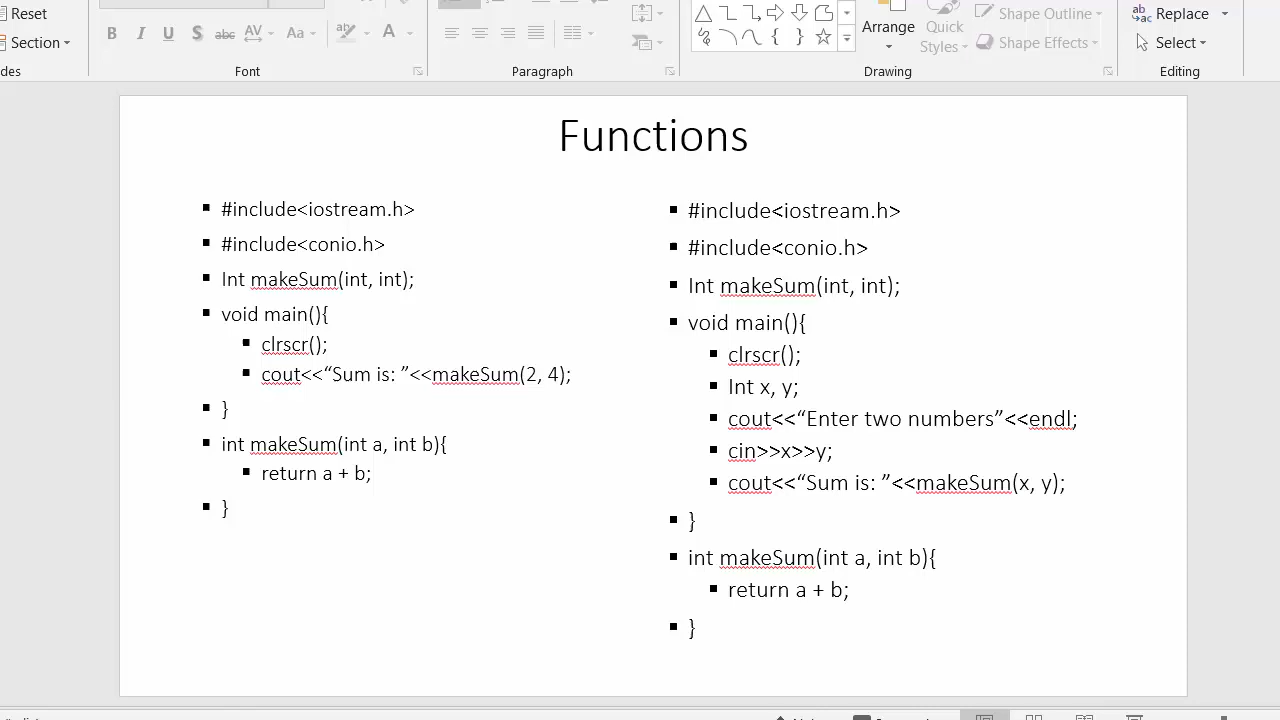 Reset
Replace
Section
B I U S abc AV Aa A
Arrange
Quick
Styles
Shape Outline
Shape Effects
Select
des
Font
Paragraph
Drawing
Editing
Functions
#include<iostream.h>
#include<conio.h>
Int makeSum(int, int);
void main(){
clrscr();
cout<<“Sum is: ”<<makeSum(2, 4);
}
int makeSum(int a, int b){
return a + b;
}
#include<iostream.h>
#include<conio.h>
Int makeSum(int, int);
void main(){
clrscr();
Int x, y;
cout<<“Enter two numbers”<<endl;
cin>>x>>y;
cout<<“Sum is: ”<<makeSum(x, y);
}
int makeSum(int a, int b){
return a + b;
}